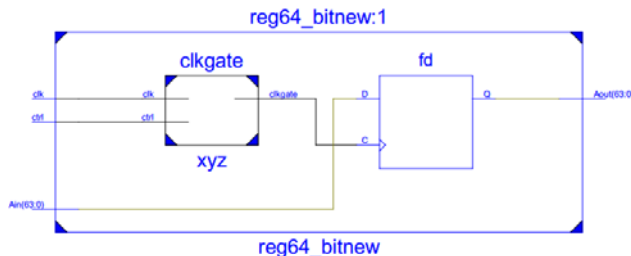 reg64_bitnew:1
clkgate
fd
clk clk clkgate D Q Aout(63:0
ctrl ctrl
C
xyz
Ain(63:0)
reg64_bitnew